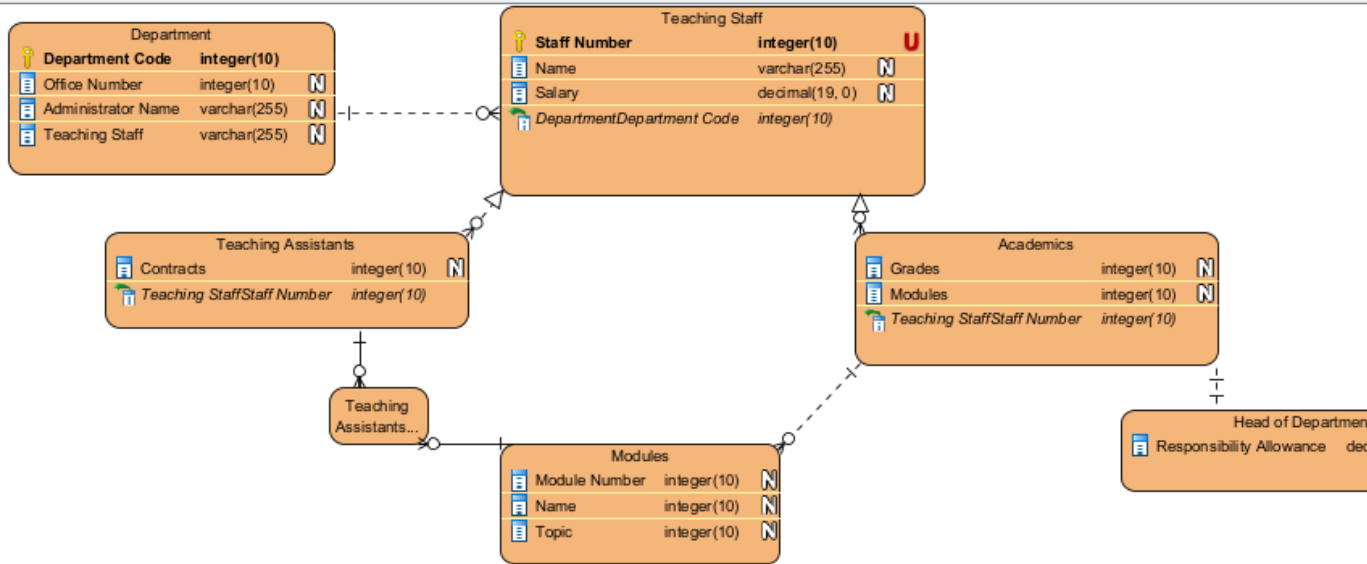 Department
Department Code integer(10)
Office Number integer(10) N
Administrator Name varchar(255) N
Teaching Staff varchar(255) N
Teaching Staff
Staff Number integer(10) U
Name varchar(255) N
Salary decimal(19, 0) N
DepartmentDepartment Code integer(10)
Teaching Assistants
Contracts integer(10) N
Teaching StaffStaff Number integer(10)
Academics
Grades integer(10) N
Modules integer(10) N
Teaching StaffStaff Number integer(10)
Teaching
Assistants...
Modules
Module Number integer(10) N
Name integer(10) N
Topic integer(10) N
Head of Departmen
Responsibility Allowance dec